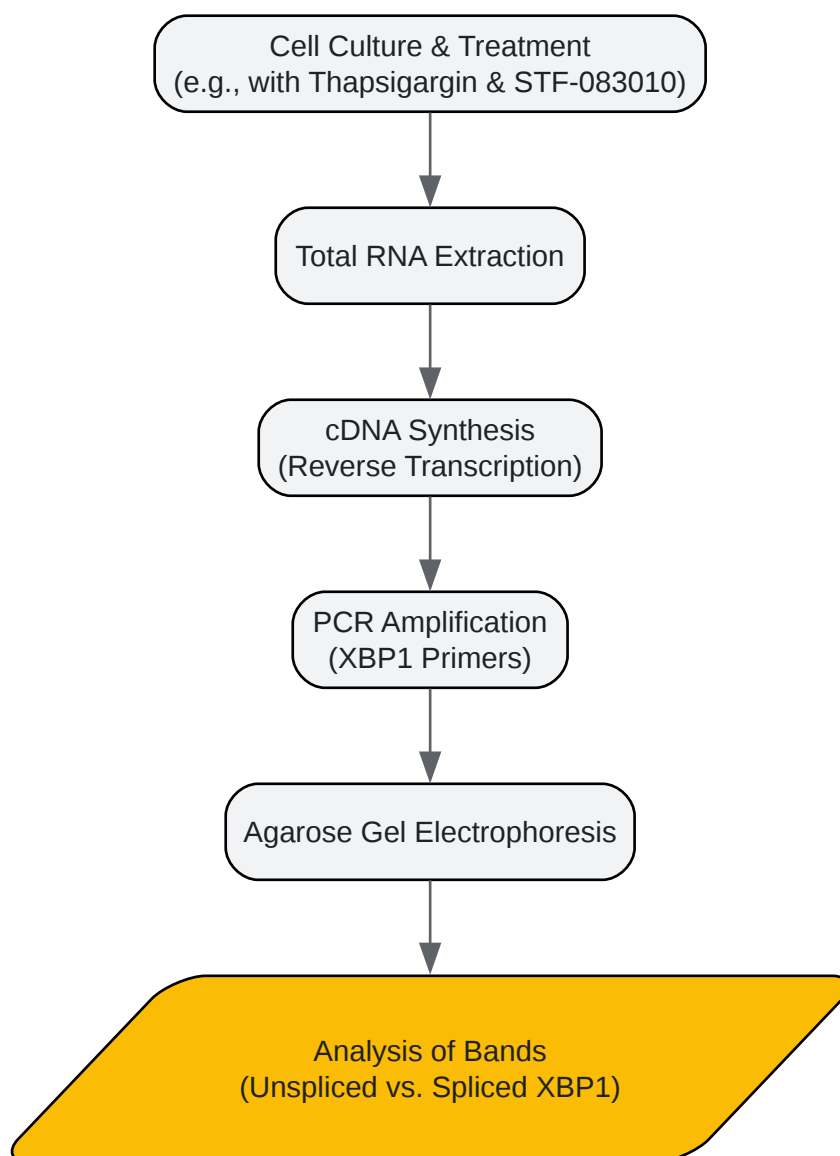 Cell Culture & Treatment
(e.g., with Thapsigargin & STF-083010)
Total RNA Extraction
cDNA Synthesis
(Reverse Transcription)
PCR Amplification
(XBP1 Primers)
Agarose Gel Electrophoresis
Analysis of Bands
(Unspliced vs. Spliced XBP1)